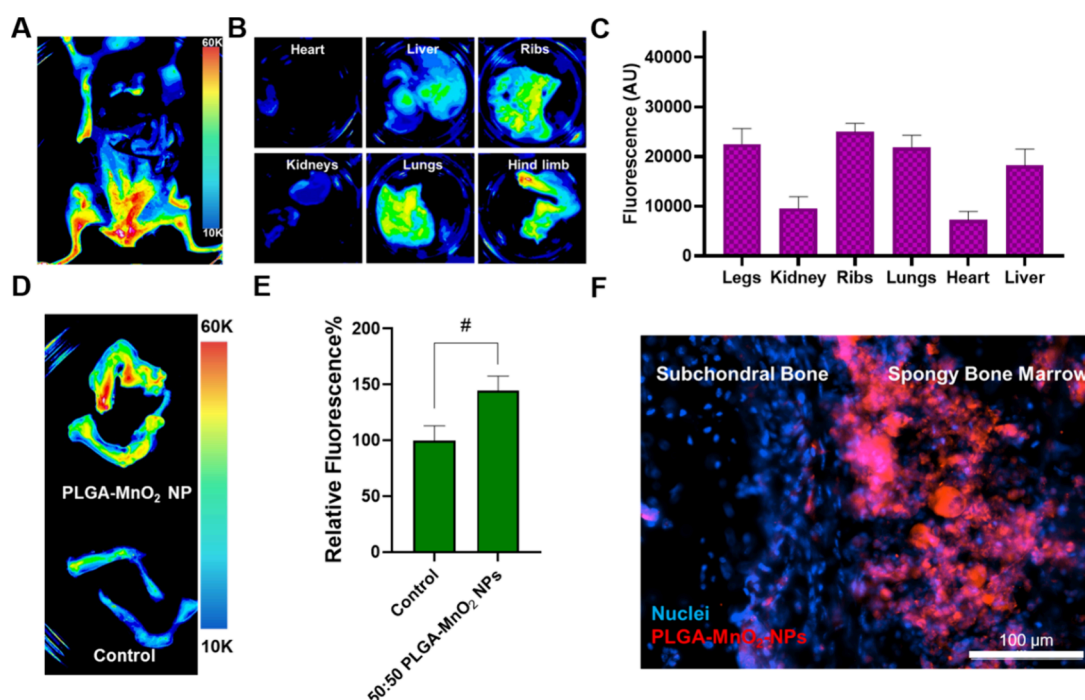 A
60K
10K
B
Heart
Liver
Ribs
Kidneys
Lungs
Hind limb
C
Fluorescence (AU)
40000
30000
20000
10000
0
Legs Kidney Ribs Lungs Heart Liver
D
60K
10K
PLGA-MnO₂ NP
Control
E
Relative Fluorescence%
200
150
100
50
0
#
Control
50:50 PLGA-MnO₂ NPs
F
Subchondral Bone
Spongy Bone Marrow
Nuclei
PLGA-MnO₂-NPs
100 µm